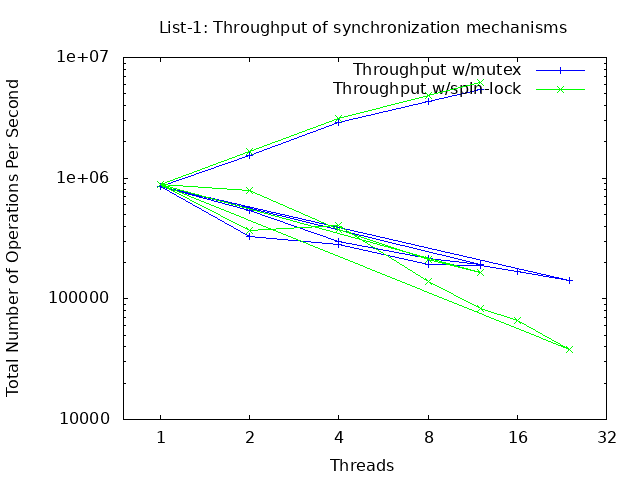 List-1: Throughput of synchronization mechanisms
1e+07
Throughput w/mutex
Throughput w/spin-lock
1e+06
100000
10000
Total Number of Operations Per Second
1 2 4 8 16 32
Threads